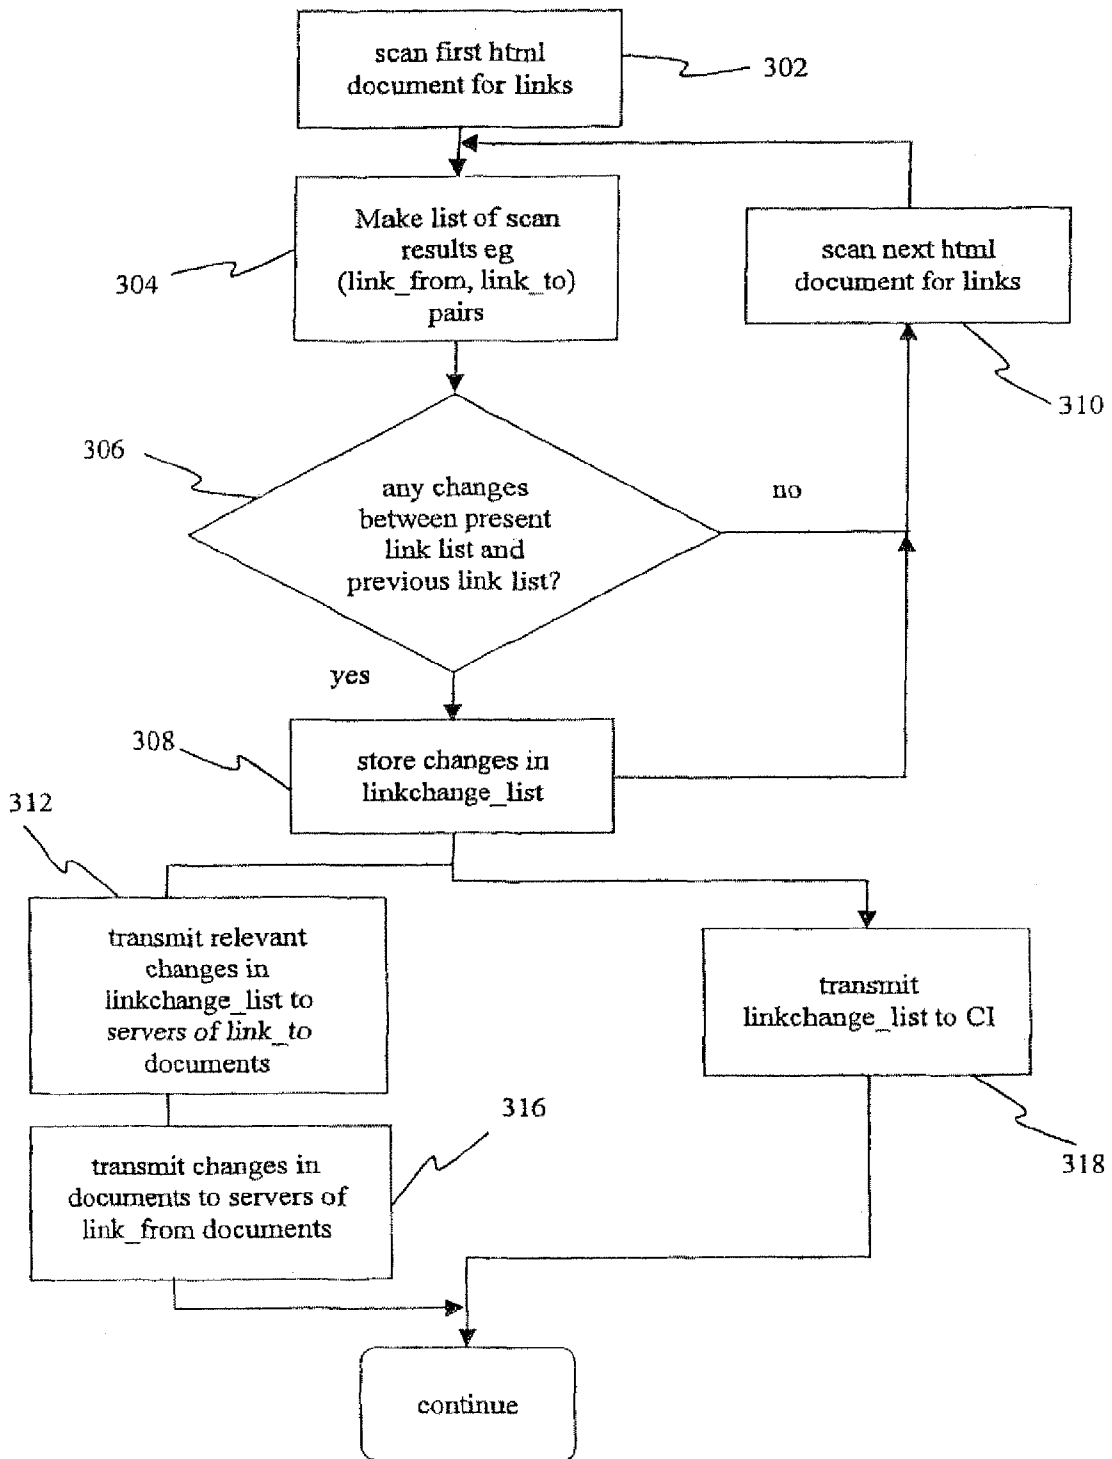 scan first html
document for links
302
Make list of scan
results eg
(link_from, link_to)
pairs
304
scan next html
document for links
310
306
any changes
between present
link list and
previous link list?
no
yes
308
store changes in
linkchange_list
312
transmit relevant
changes in
linkchange_list to
servers of link_to
documents
transmit
linkchange_list to CI
318
316
transmit changes in
documents to servers of
link_from documents
continue